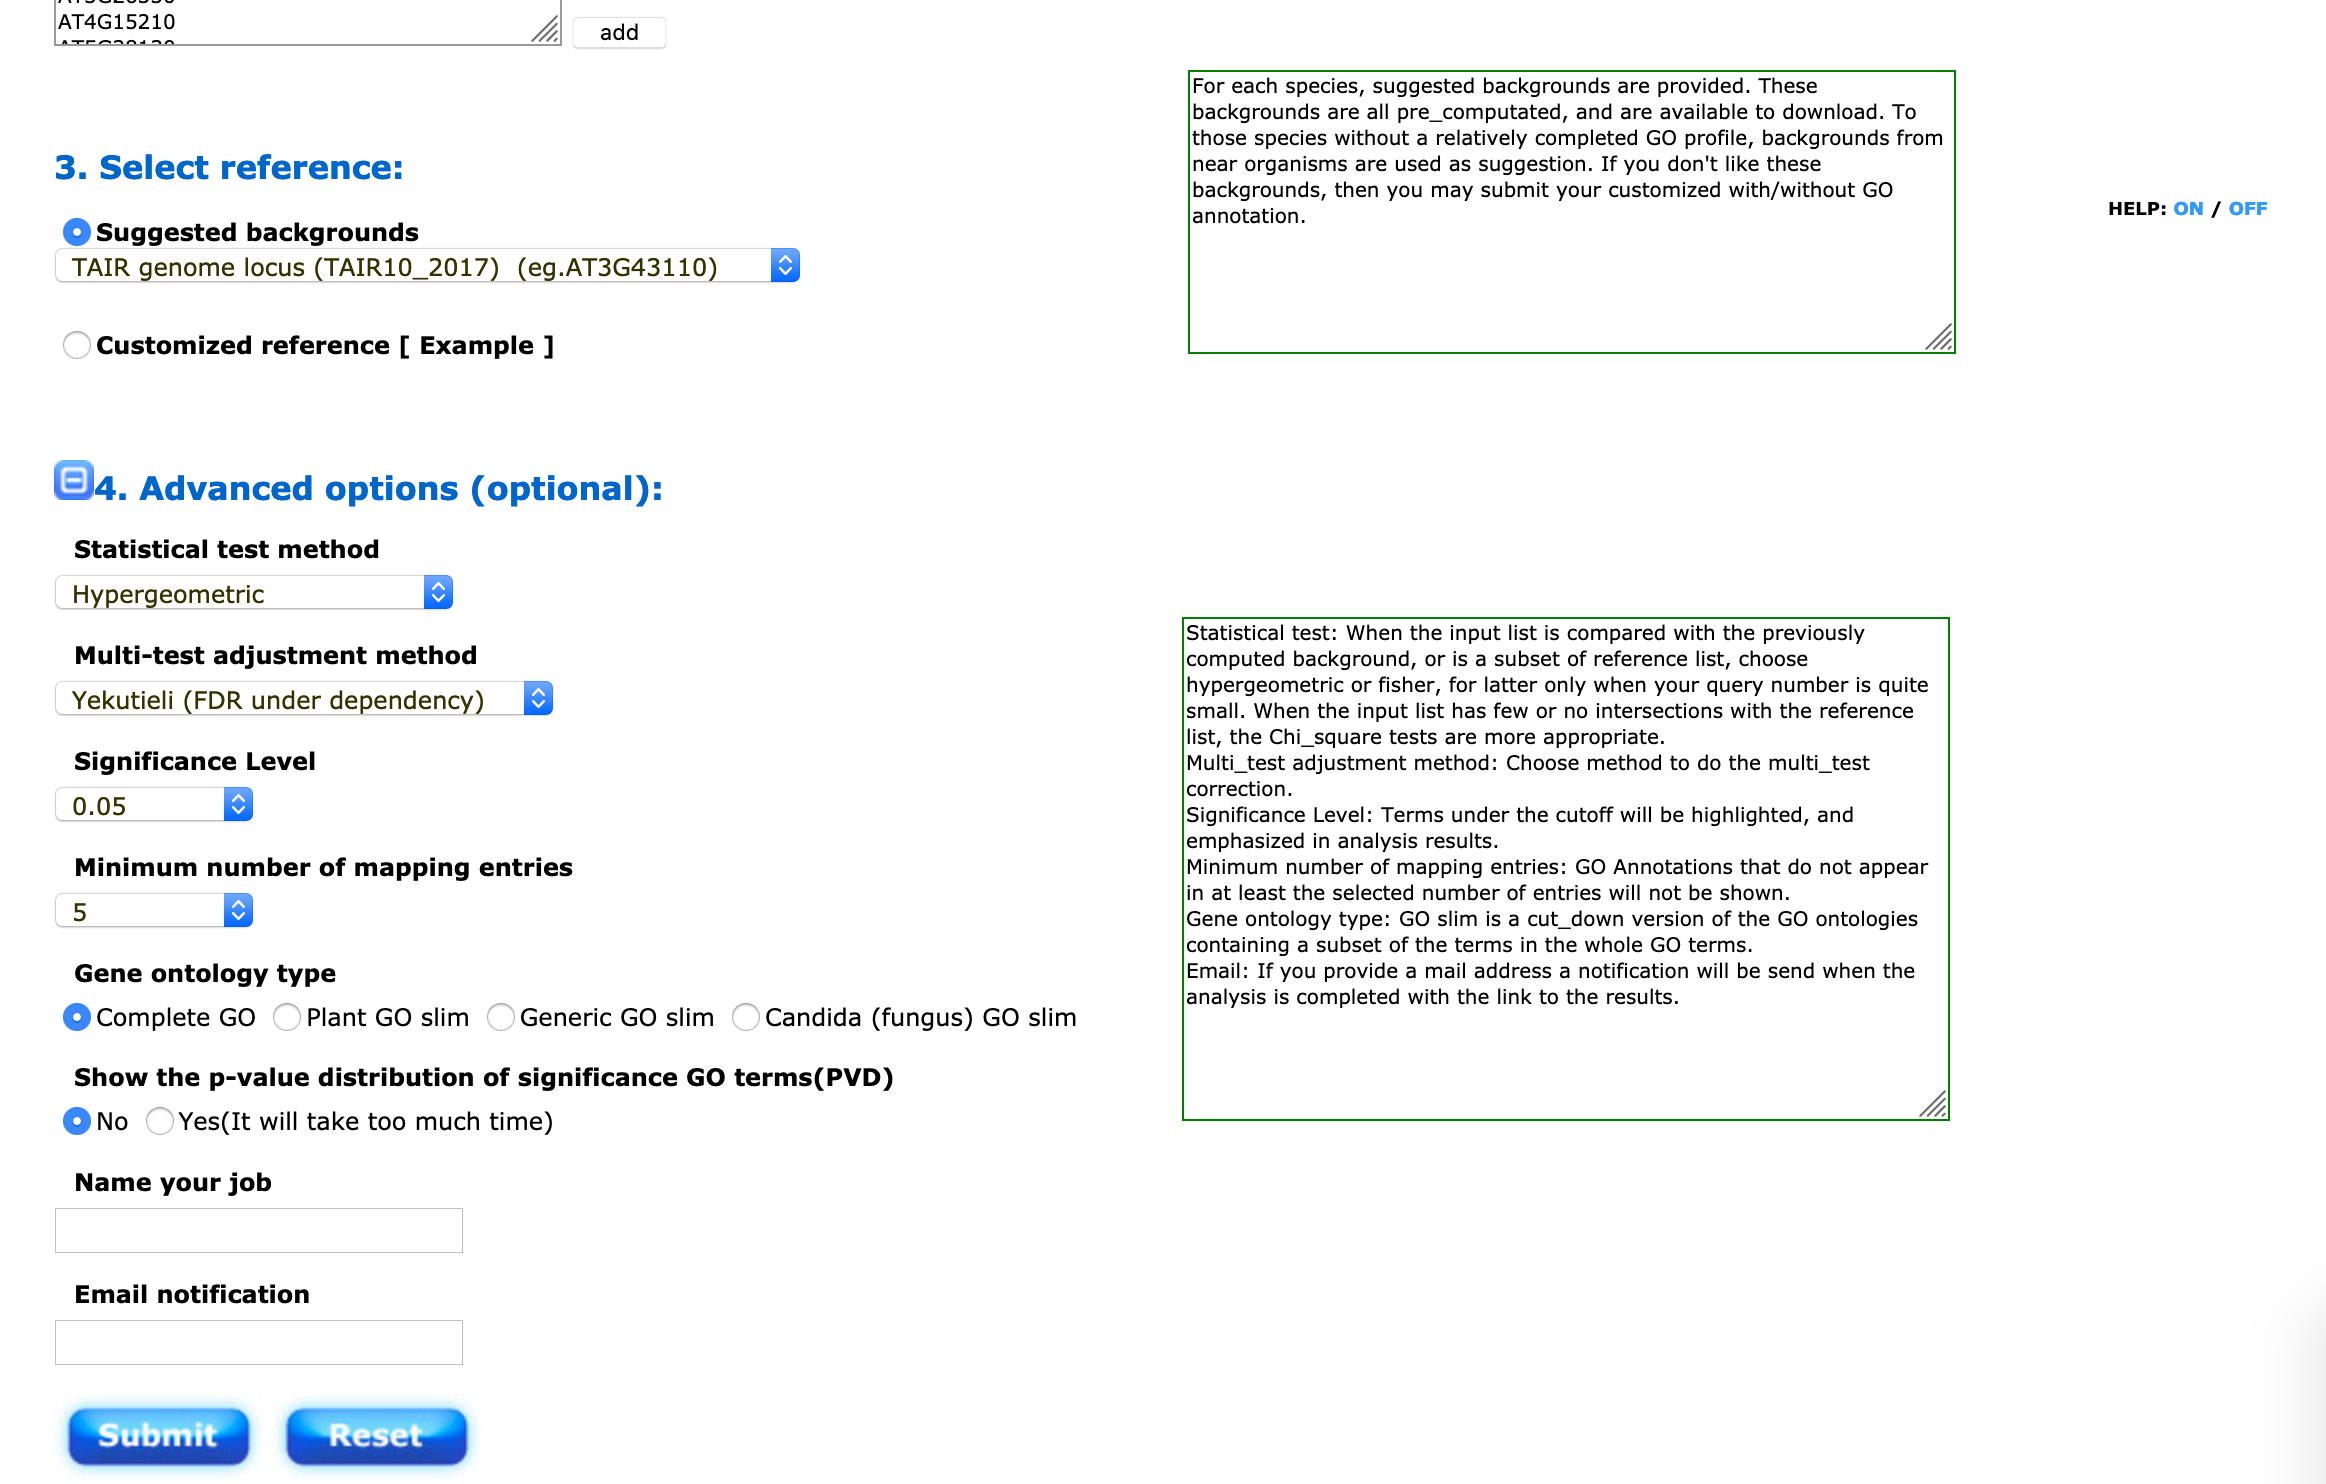 AT4G15210
add
For each species, suggested backgrounds are provided. These
backgrounds are all pre_computated, and are available to download. To
those species without a relatively completed GO profile, backgrounds from
near organisms are used as suggestion. If you don't like these
backgrounds, then you may submit your customized with/without GO
annotation.
HELP: ON / OFF
3. Select reference:
Suggested backgrounds
TAIR genome locus (TAIR10_2017) (eg.AT3G43110)
Customized reference [ Example ]
4. Advanced options (optional):
Statistical test method
Hypergeometric
Multi-test adjustment method
Yekutieli (FDR under dependency)
Significance Level
0.05
Minimum number of mapping entries
5
Gene ontology type
Complete GO Plant GO slim Generic GO slim Candida (fungus) GO slim
Show the p-value distribution of significance GO terms(PVD)
No Yes(It will take too much time)
Name your job
Email notification
Submit Reset
Statistical test: When the input list is compared with the previously
computed background, or is a subset of reference list, choose
hypergeometric or fisher, for latter only when your query number is quite
small. When the input list has few or no intersections with the reference
list, the Chi_square tests are more appropriate.
Multi_test adjustment method: Choose method to do the multi_test
correction.
Significance Level: Terms under the cutoff will be highlighted, and
emphasized in analysis results.
Minimum number of mapping entries: GO Annotations that do not appear
in at least the selected number of entries will not be shown.
Gene ontology type: GO slim is a cut_down version of the GO ontologies
containing a subset of the terms in the whole GO terms.
Email: If you provide a mail address a notification will be send when the
analysis is completed with the link to the results.